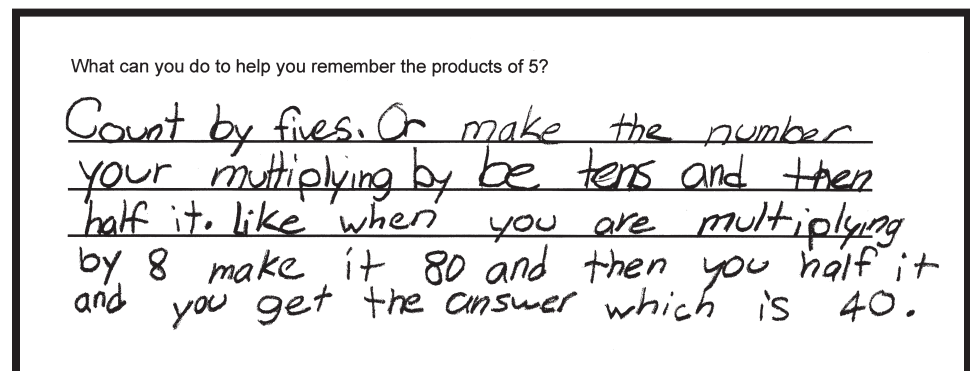 What can you do to help you remember the products of 5?
Count by fives. Or make the number
your multiplying by be tens and then
half it. like when you are multiplying
by 8 make it 80 and then you half it
and you get the answer which is 40.